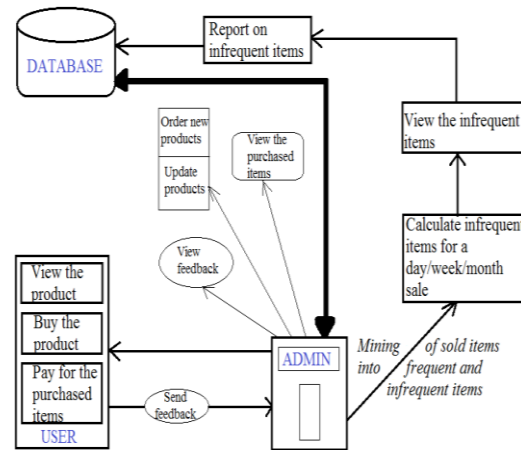 Report on
infrequent items
DATABASE
Order new
products
Update
products
View the
purchased
items
View the infrequent
items
View
feedback
Calculate infrequent
items for a
day/week/month
sale
View the
product
Buy the
product
Pay for the
purchased
items
USER
Send
feedback
ADMIN
Mining of sold items
into frequent and
infrequent items